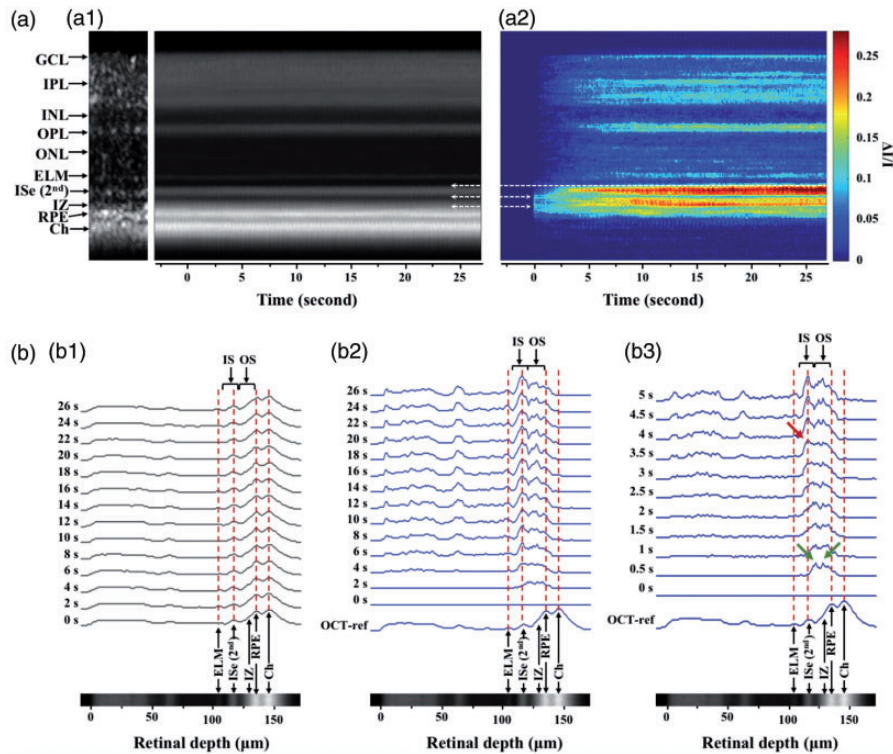 (a) (a1) (a2)
GCL
IPL
INL
OPL
ONL
ELM
ISe (2nd)
IZ
RPE
Ch
0 5 10 15 20 25
Time (second)
0 5 10 15 20 25
Time (second)
0.25
0.2
0.15
0.1
0.05
0
ΔI/I
(b) (b1)
IS OS
26 s
24 s
22 s
20 s
18 s
16 s
14 s
12 s
10 s
8 s
6 s
4 s
2 s
0 s
ELM
ISe (2nd)
IZ
RPE
Ch
0 50 100 150
Retinal depth (μm)
(b2)
IS OS
26 s
24 s
22 s
20 s
18 s
16 s
14 s
12 s
10 s
8 s
6 s
4 s
2 s
0 s
OCT-ref
ELM
ISe (2nd)
IZ
RPE
Ch
0 50 100 150
Retinal depth (μm)
(b3)
IS OS
5 s
4.5 s
4 s
3.5 s
3 s
2.5 s
2 s
1.5 s
1 s
0.5 s
0 s
OCT-ref
ELM
ISe (2nd)
IZ
RPE
Ch
0 50 100 150
Retinal depth (μm)